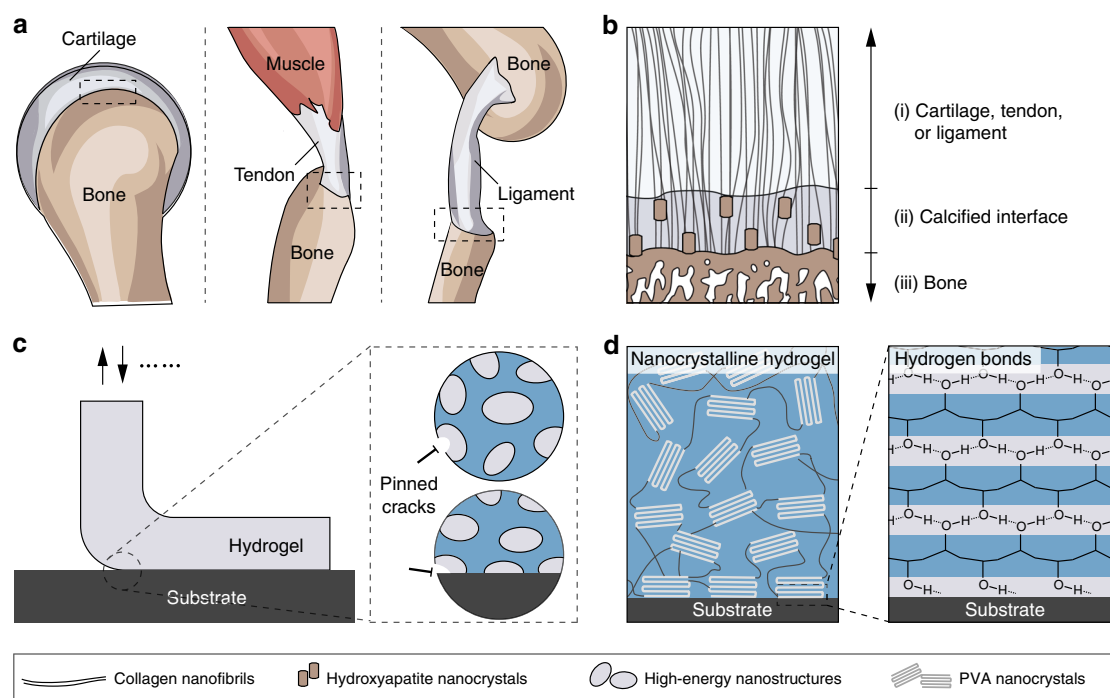 a
Cartilage
Bone
Muscle
Tendon
Bone
Bone
Ligament
Bone
b
(i) Cartilage, tendon,
or ligament
(ii) Calcified interface
(iii) Bone
c
......
Hydrogel
Substrate
Pinned
cracks
d
Nanocrystalline hydrogel
Substrate
Hydrogen bonds
O H O H O H O
O H O H O H O H
O H O H O H O H
O H O H O H
Collagen nanofibrils
Hydroxyapatite nanocrystals
High-energy nanostructures
PVA nanocrystals